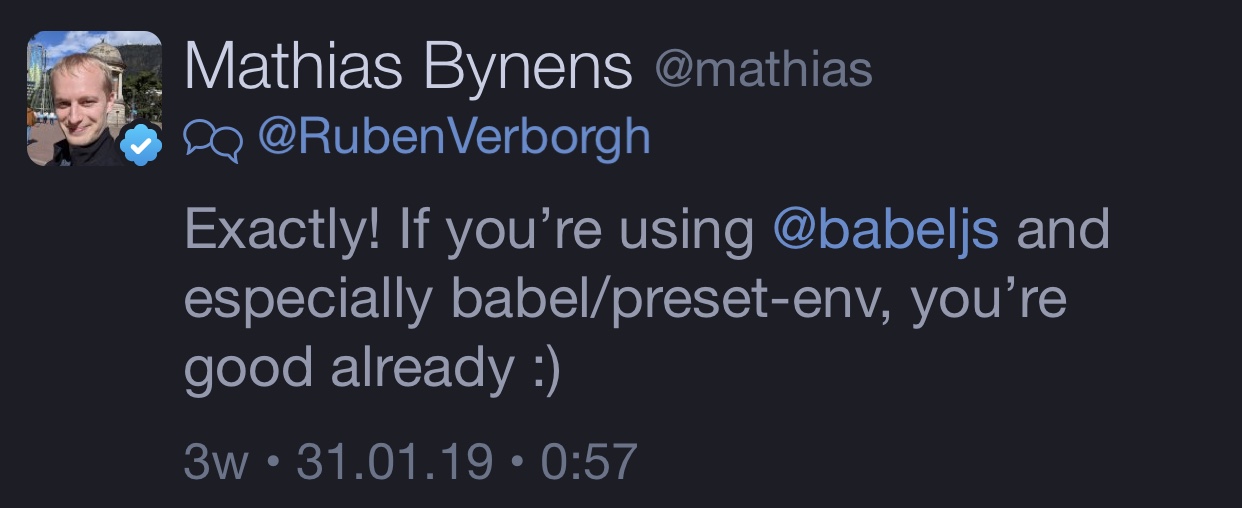 Mathias Bynens @mathias
@RubenVerborgh
Exactly! If you’re using @babeljs and
especially babel/preset-env, you’re
good already :)
3w • 31.01.19 • 0:57